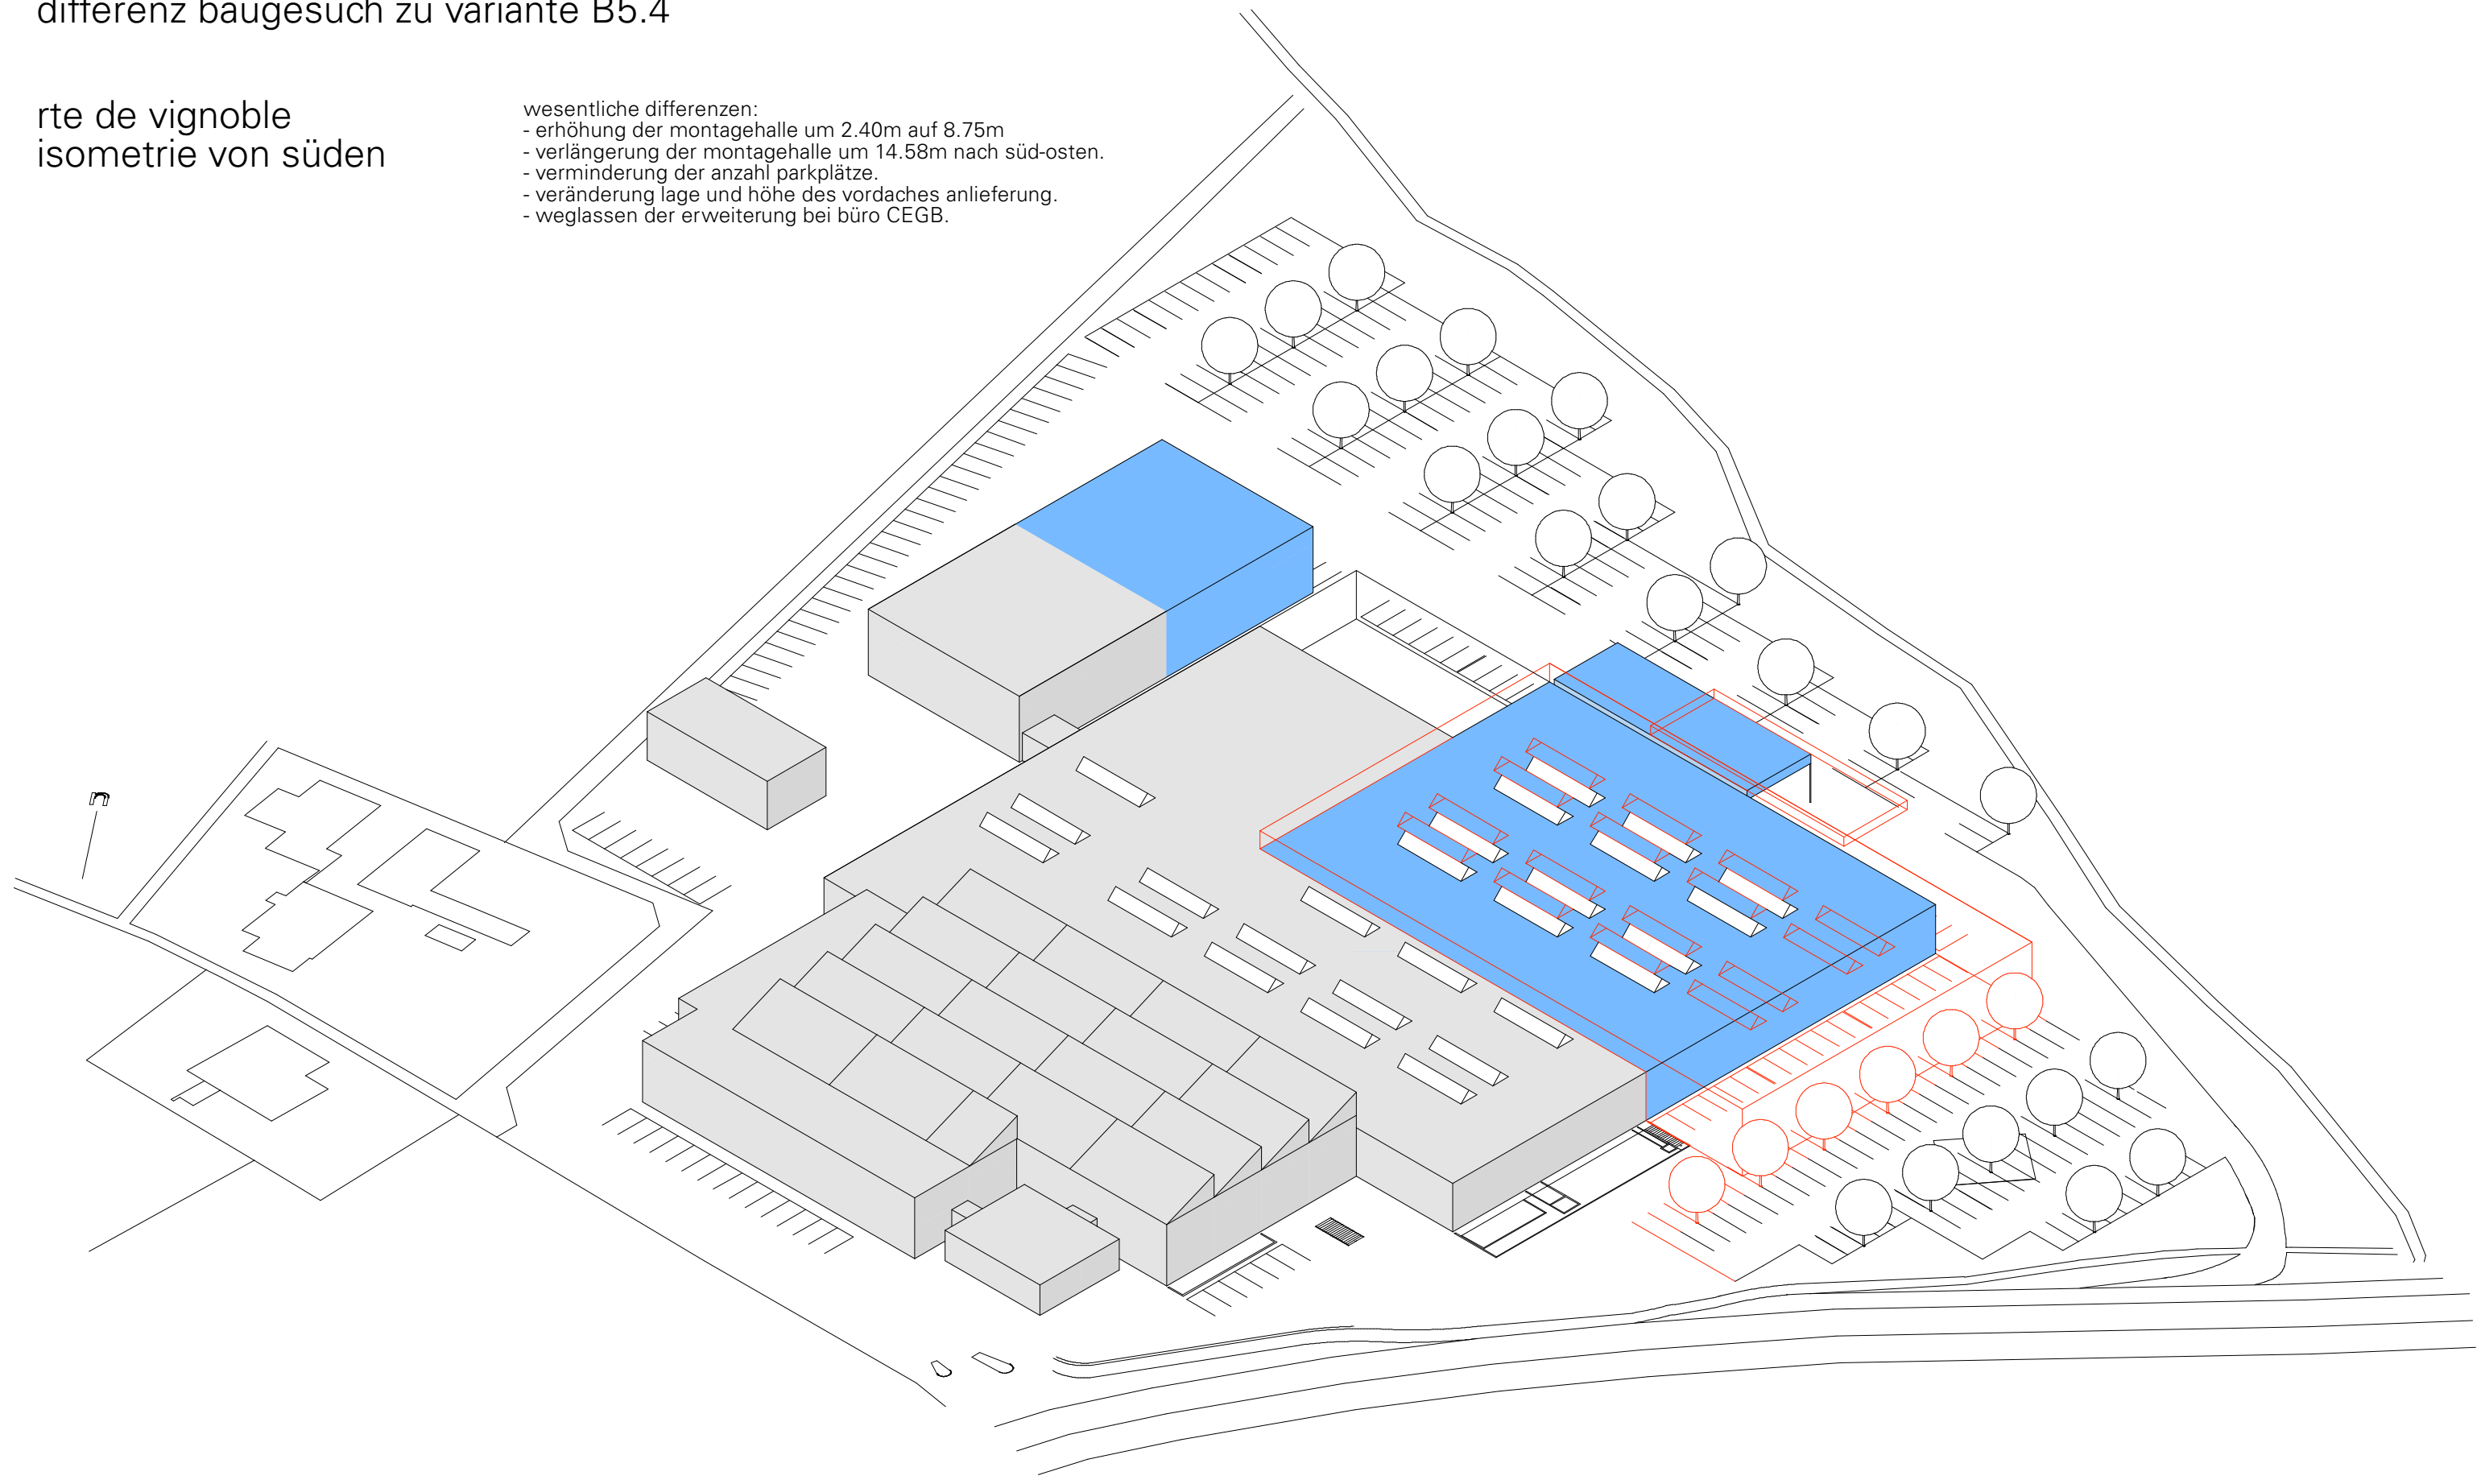 differenz baugesuch zu variante B5.4
rte de vignoble
isometrie von süden
wesentliche differenzen:
- erhöhung der montagehalle um 2.40m auf 8.75m
- verlängerung der montagehalle um 14.58m nach süd-osten.
- verminderung der anzahl parkplätze.
- veränderung lage und höhe des vordaches anlieferung.
- weglassen der erweiterung bei büro CEGB.
n